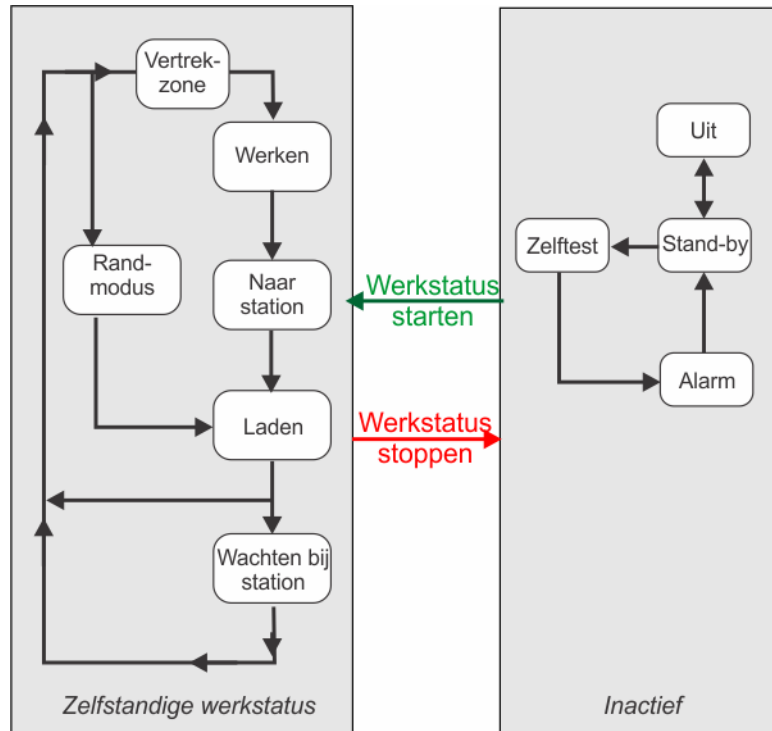 Vertrek-
zone
Werken
Rand-
modus
Naar
station
Laden
Wachten bij
station
Zelfstandige werkstatus
Werkstatus
starten
Werkstatus
stoppen
Uit
Zelftest
Stand-by
Alarm
Inactief